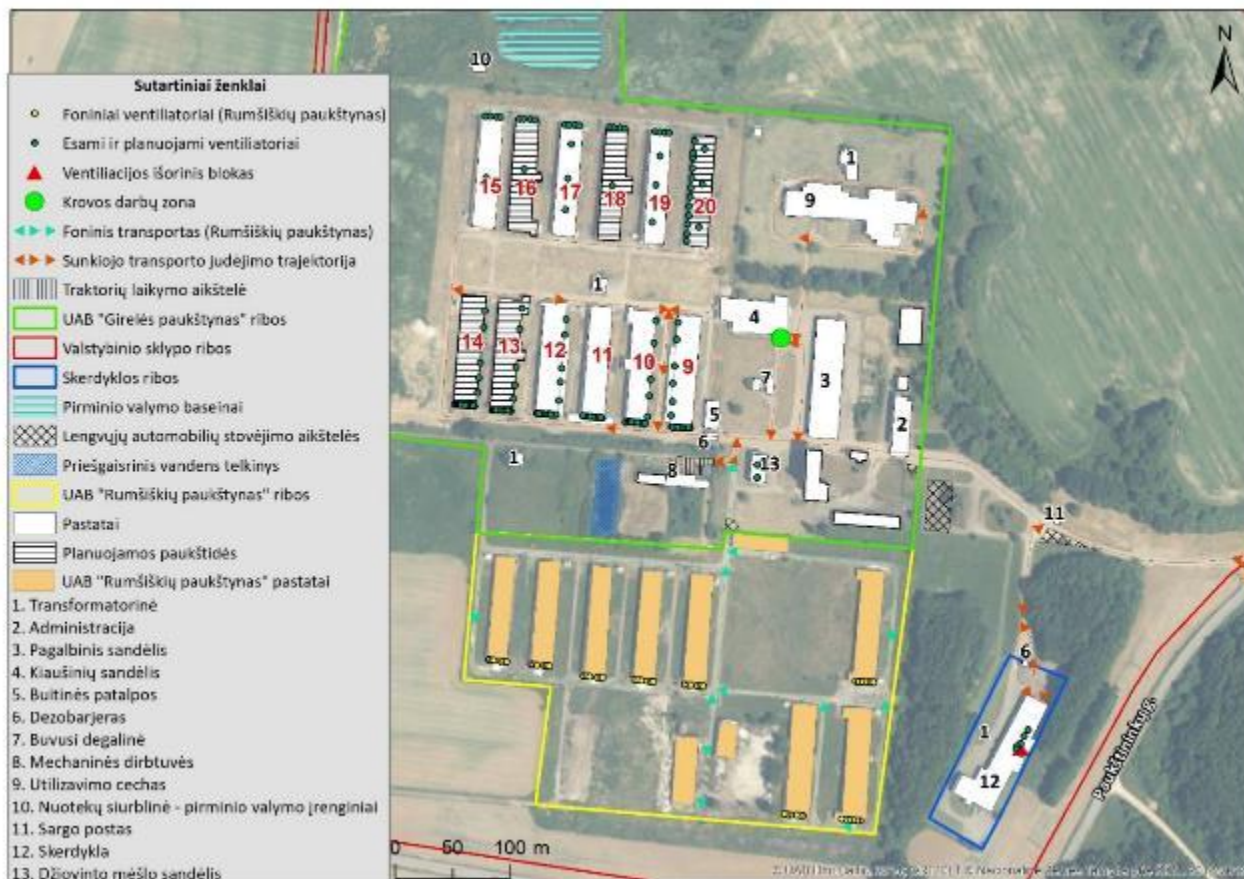 Sutartiniai ženklai
Foniniai ventiliatoriai (Rumšiškių paukštynas)
Esami ir planuojami ventiliatoriai
Ventiliacijos išorinis blokas
Krovos darbų zona
Foninis transportas (Rumšiškių paukštynas)
Sunkiojo transporto judėjimo trajektorija
Traktorių laikymo aikštelė
UAB "Girelės paukštynas" ribos
Valstybinio sklypo ribos
Skerdyklos ribos
Pirminio valymo baseinai
Lengvųjų automobilių stovėjimo aikštelės
Priešgaisrinis vandens telkinys
UAB "Rumšiškių paukštynas" ribos
Pastatai
Planuojamos paukštidės
UAB "Rumšiškių paukštynas" pastatai
1. Transformatorinė
2. Administracija
3. Pagalbinis sandėlis
4. Kiaušinių sandėlis
5. Buitinės patalpos
6. Dezobarjeras
7. Buvusi degalinė
8. Mechaninės dirbtuvės
9. Utilizavimo cechas
10. Nuotekų siurblinė - pirminio valymo įrenginiai
11. Sargo postas
12. Skerdykla
13. Džiovinto mėšlo sandėlis
N
10
1
15 16 17 18 19 20
9
1
4
14 13 12 11 10 9
3
7
5
2
6
1
8
13
11
6
1
12
Paukštininkų g.
0 50 100 m